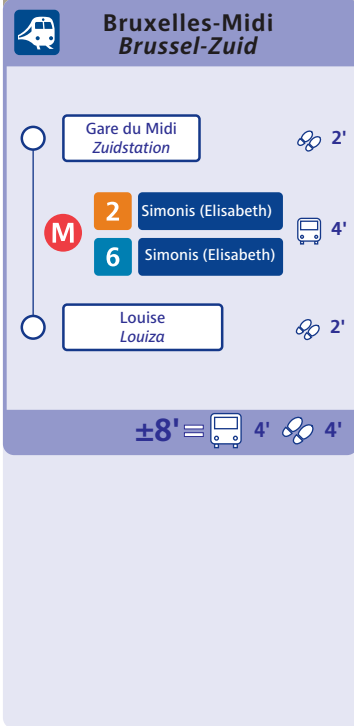 Bruxelles-Midi
Brussel-Zuid
Gare du Midi
Zuidstation
2'
M
2 Simonis (Elisabeth)
6 Simonis (Elisabeth)
4'
Louise
Louiza
2'
±8' = 4' 4'